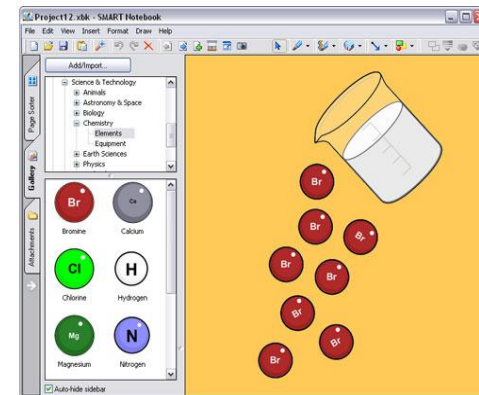 Project12.xbk - SMART Notebook
File Edit View Insert Format Draw Help
Add/Import...
Science & Technology
Animals
Astronomy & Space
Biology
Chemistry
Elements
Equipment
Earth Sciences
Physics
Page Sorter
Gallery
Attachments
Br
Ca
Bromine
Calcium
Cl
H
Chlorine
Hydrogen
Mg
N
Magnesium
Nitrogen
Auto-hide sidebar
Br
Br
Br
Br
Br
Br
Br
Br